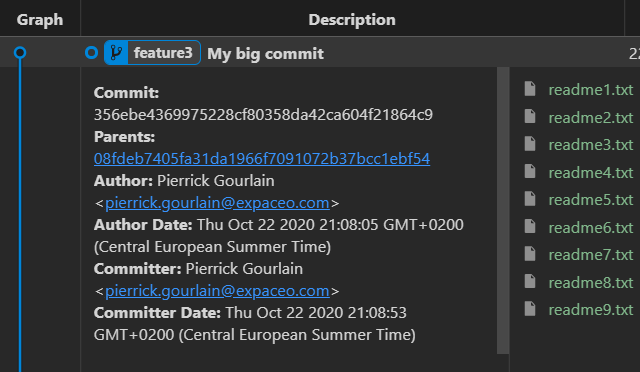 Graph
Description
feature3 My big commit
22
Commit:
356ebe4369975228cf80358da42ca604f21864c9
Parents:
08fdeb7405fa31da1966f7091072b37bcc1ebf54
Author: Pierrick Gourlain
<pierrick.gourlain@expaceo.com>
Author Date: Thu Oct 22 2020 21:08:05 GMT+0200
(Central European Summer Time)
Committer: Pierrick Gourlain
<pierrick.gourlain@expaceo.com>
Committer Date: Thu Oct 22 2020 21:08:53
GMT+0200 (Central European Summer Time)
readme1.txt
readme2.txt
readme3.txt
readme4.txt
readme5.txt
readme6.txt
readme7.txt
readme8.txt
readme9.txt